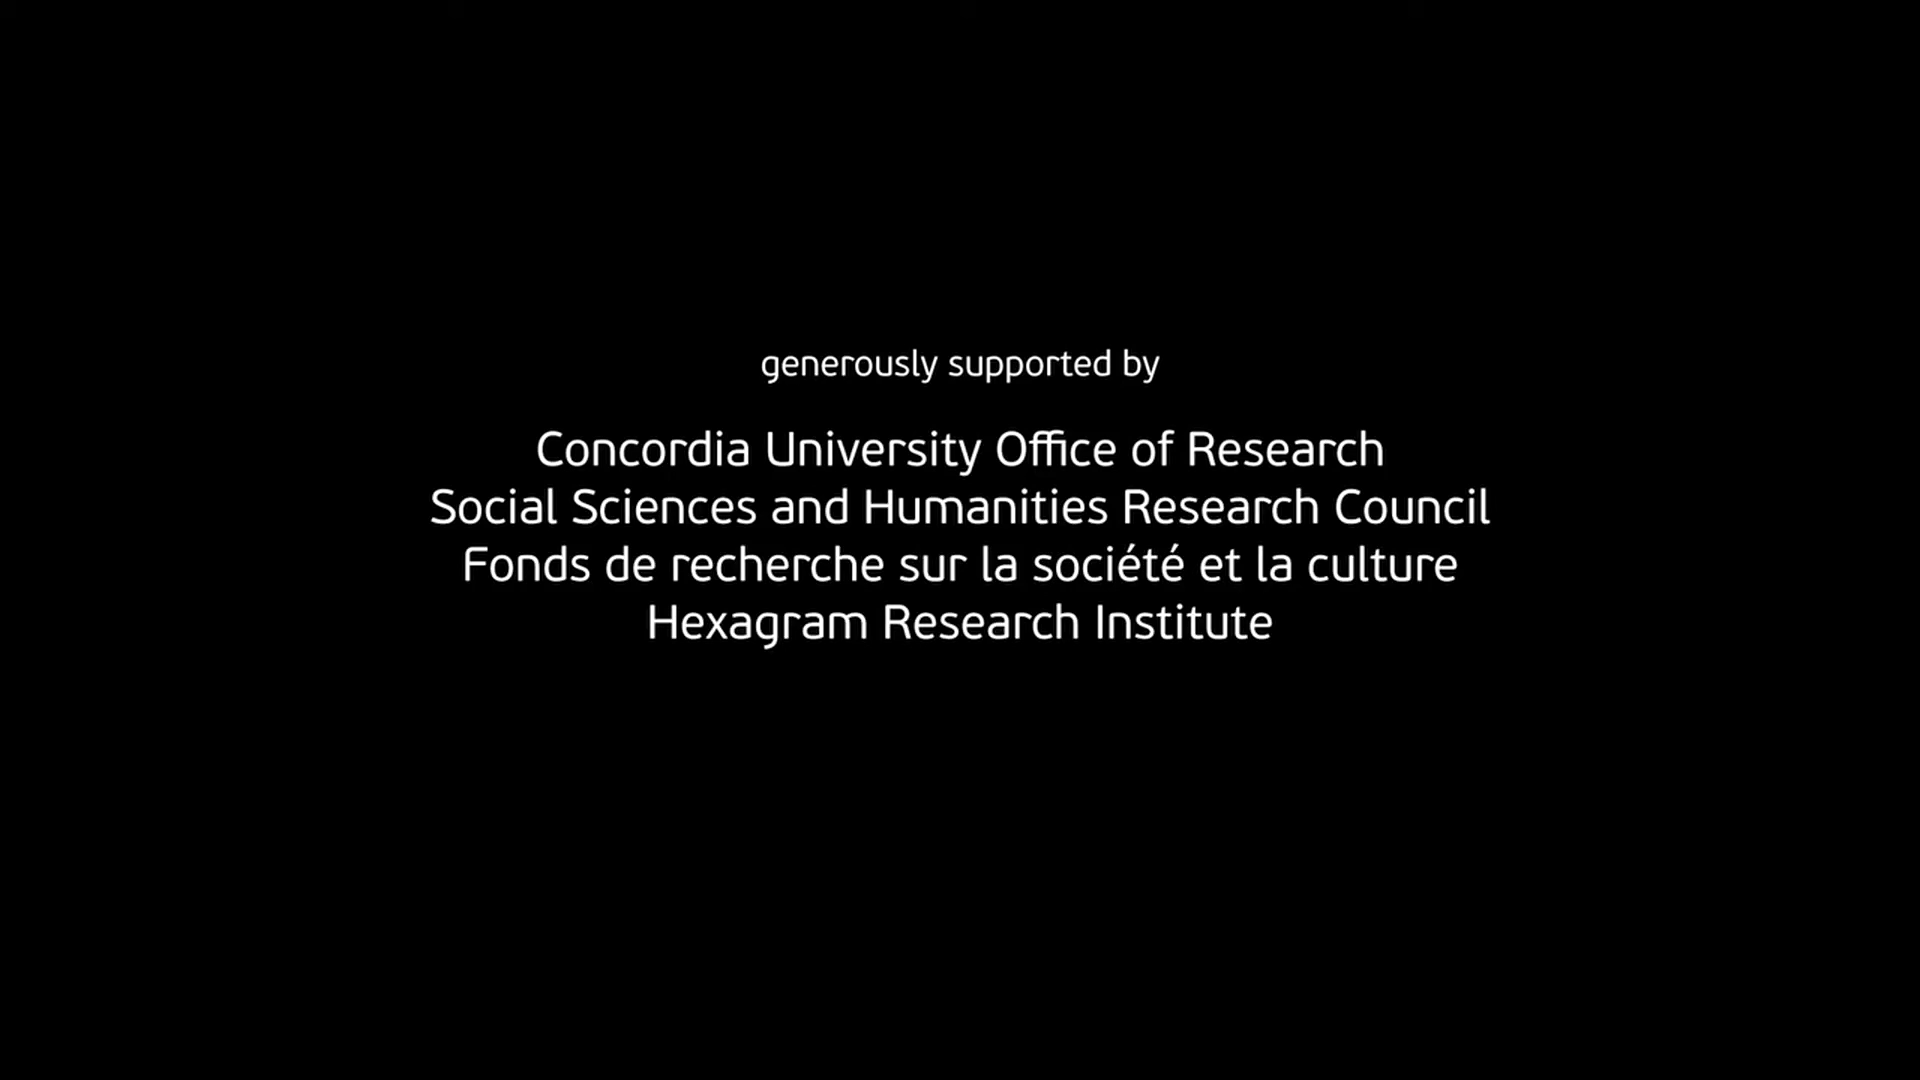 generously supported by
Concordia University Office of Research
Social Sciences and Humanities Research Council
Fonds de recherche sur la société et la culture
Hexagram Research Institute